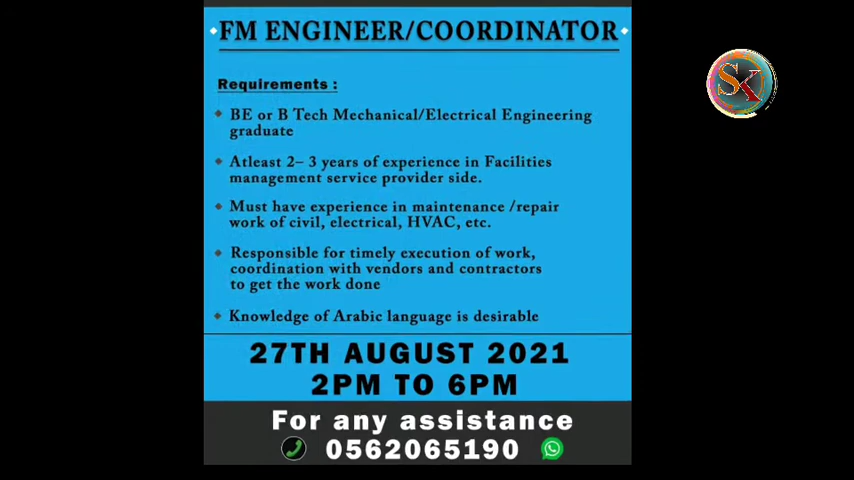 FM ENGINEER/COORDINATOR
SX
Requirements :
BE or B Tech Mechanical/Electrical Engineering
graduate
Atleast 2– 3 years of experience in Facilities
management service provider side.
Must have experience in maintenance /repair
work of civil, electrical, HVAC, etc.
Responsible for timely execution of work,
coordination with vendors and contractors
to get the work done
Knowledge of Arabic language is desirable
27TH AUGUST 2021
2PM TO 6PM
For any assistance
0562065190